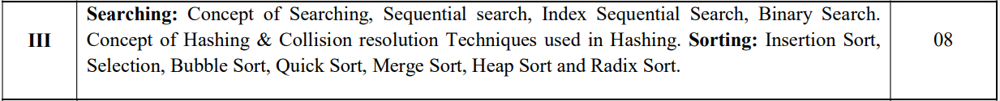 III
Searching: Concept of Searching, Sequential search, Index Sequential Search, Binary Search.
Concept of Hashing & Collision resolution Techniques used in Hashing. Sorting: Insertion Sort,
Selection, Bubble Sort, Quick Sort, Merge Sort, Heap Sort and Radix Sort.
08